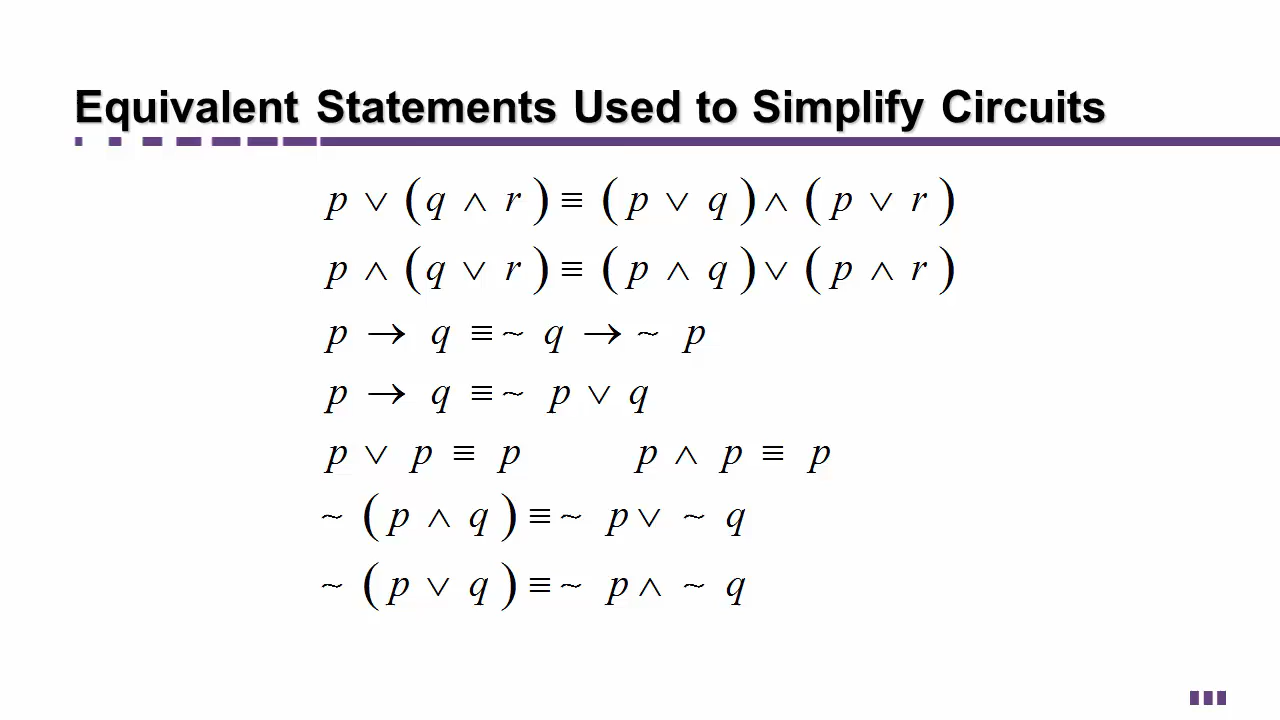 Equivalent Statements Used to Simplify Circuits
p ∨ (q ∧ r) ≡ (p ∨ q) ∧ (p ∨ r)
p ∧ (q ∨ r) ≡ (p ∧ q) ∨ (p ∧ r)
p → q ≡ ~ q → ~ p
p → q ≡ ~ p ∨ q
p ∨ p ≡ p p ∧ p ≡ p
~ (p ∧ q) ≡ ~ p ∨ ~ q
~ (p ∨ q) ≡ ~ p ∧ ~ q